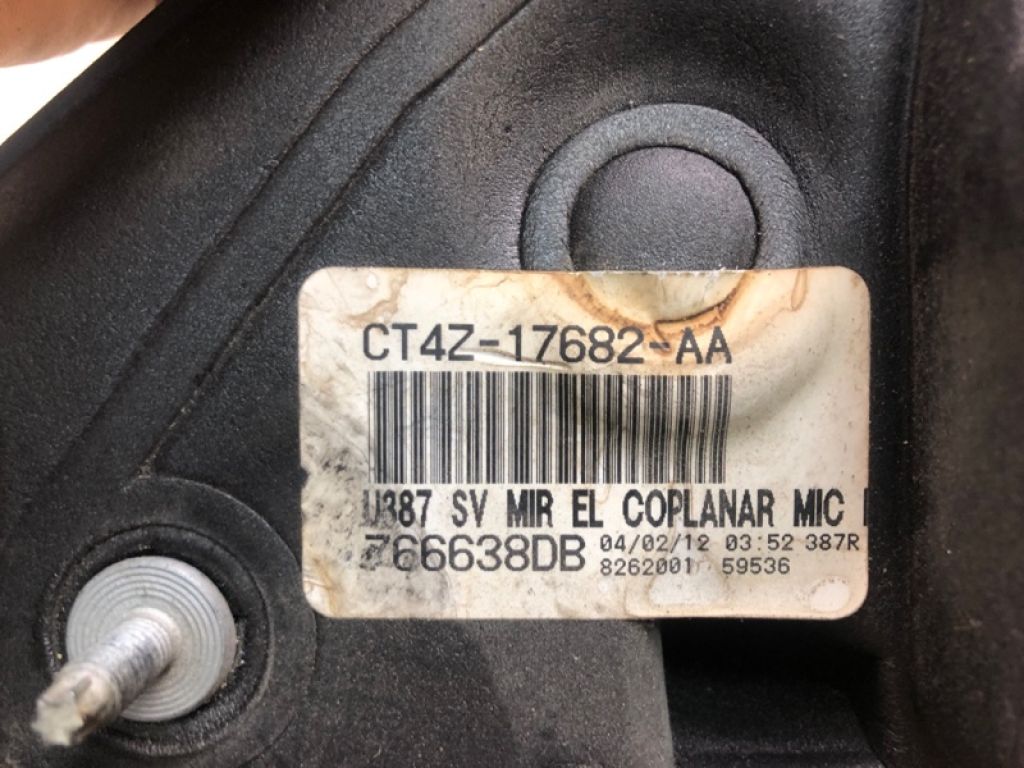 CT4Z-17682-AA
U387 SV MIR EL COPLANAR MIC
766638DB 04/02/12 03:52 387R
8262001 59536